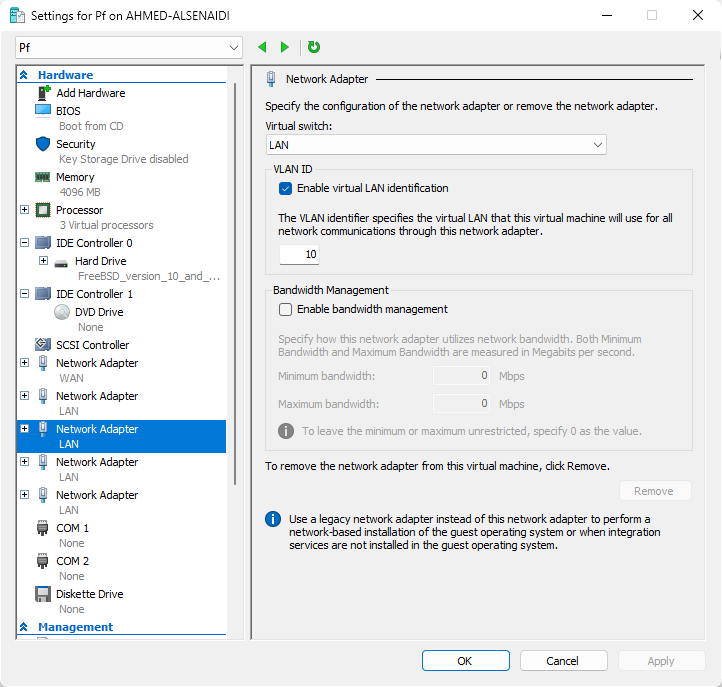 Settings for Pf on AHMED-ALSENAIDI
Pf
Hardware
Add Hardware
BIOS
Boot from CD
Security
Key Storage Drive disabled
Memory
4096 MB
Processor
3 Virtual processors
IDE Controller 0
Hard Drive
FreeBSD_version_10_and_...
IDE Controller 1
DVD Drive
None
SCSI Controller
Network Adapter
WAN
Network Adapter
LAN
Network Adapter
LAN
Network Adapter
LAN
Network Adapter
LAN
COM 1
None
COM 2
None
Diskette Drive
None
Management
Network Adapter
Specify the configuration of the network adapter or remove the network adapter.
Virtual switch:
LAN
VLAN ID
Enable virtual LAN identification
The VLAN identifier specifies the virtual LAN that this virtual machine will use for all
network communications through this network adapter.
10
Bandwidth Management
Enable bandwidth management
Specify how this network adapter utilizes network bandwidth. Both Minimum
Bandwidth and Maximum Bandwidth are measured in Megabits per second.
Minimum bandwidth: 0 Mbps
Maximum bandwidth: 0 Mbps
To leave the minimum or maximum unrestricted, specify 0 as the value.
To remove the network adapter from this virtual machine, click Remove.
Remove
Use a legacy network adapter instead of this network adapter to perform a
network-based installation of the guest operating system or when integration
services are not installed in the guest operating system.
OK Cancel Apply